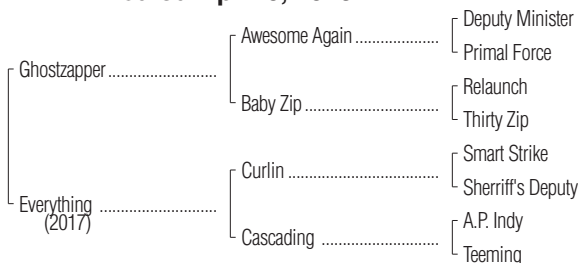 Deputy Minister
Awesome Again
Primal Force
Ghostzapper
Relaunch
Baby Zip
Thirty Zip
Smart Strike
Curlin
Sherriff's Deputy
Everything
(2017)
A.P. Indy
Cascading
Teeming